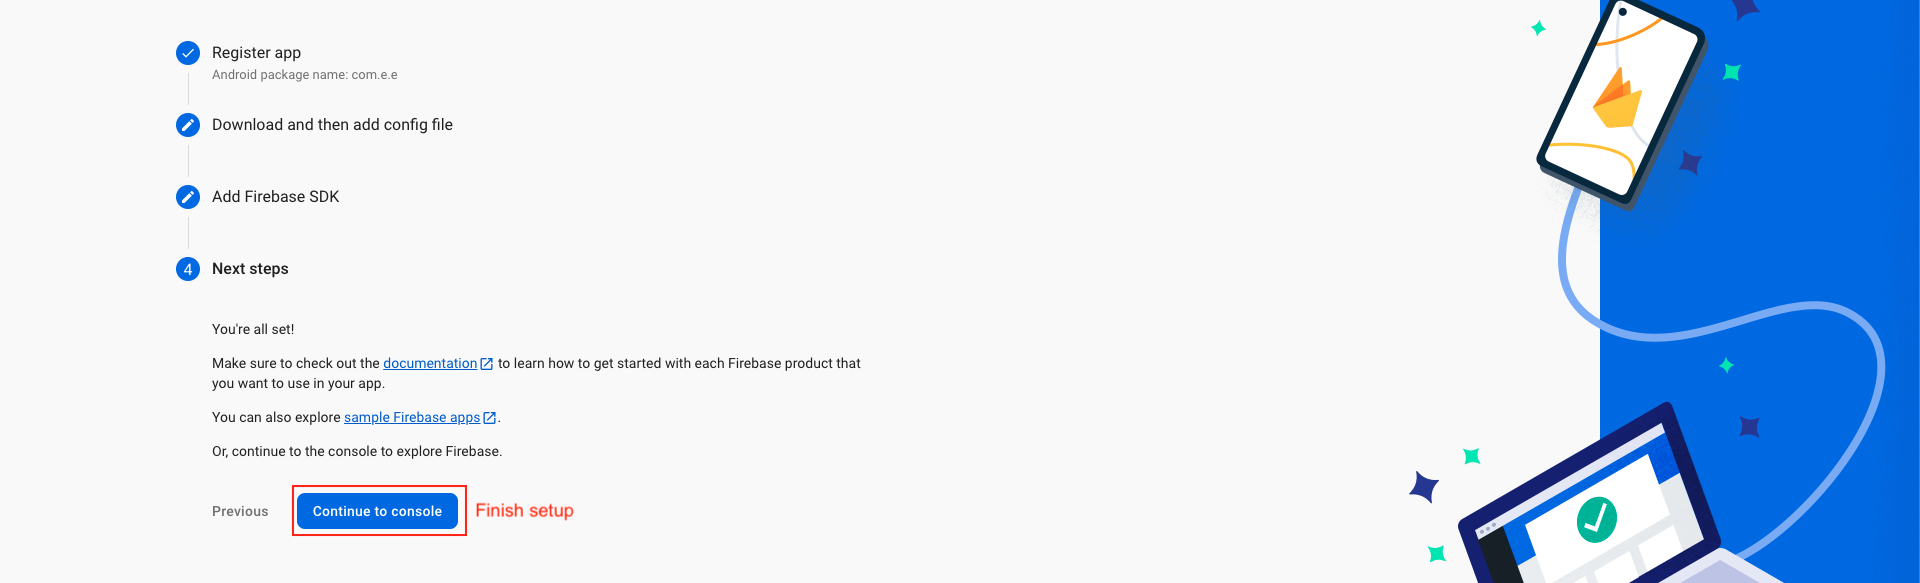 Register app
Android package name: com.e.e
Download and then add config file
Add Firebase SDK
4 Next steps
You're all set!
Make sure to check out the documentation to learn how to get started with each Firebase product that
you want to use in your app.
You can also explore sample Firebase apps.
Or, continue to the console to explore Firebase.
Previous Continue to console Finish setup